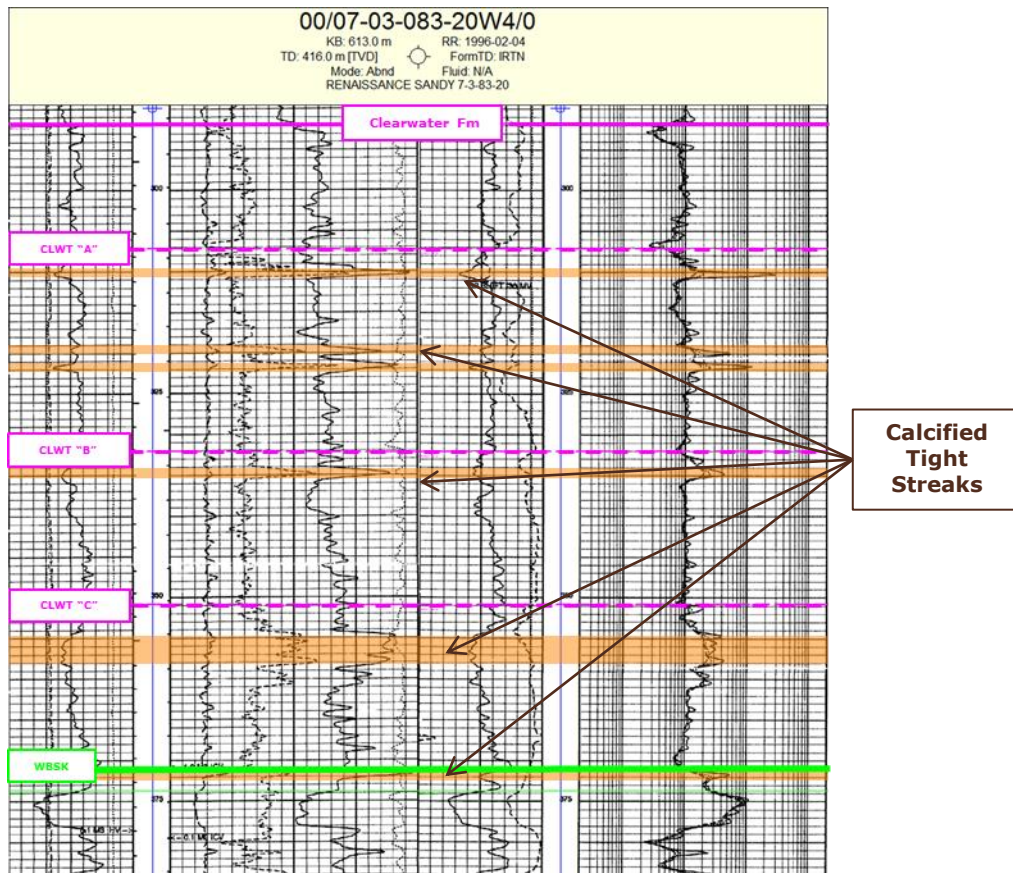 00/07-03-083-20W4/0
KB: 613.0 m RR: 1996-02-04
TD: 416.0 m [TVD] FormTD: IRTN
Mode: Abnd Fluid: N/A
RENAISSANCE SANDY 7-3-83-20
Clearwater Fm
300
300
CLWT "A"
325
325
CLWT "B"
Calcified
Tight
Streaks
350
CLWT "C"
WBSK
375
375